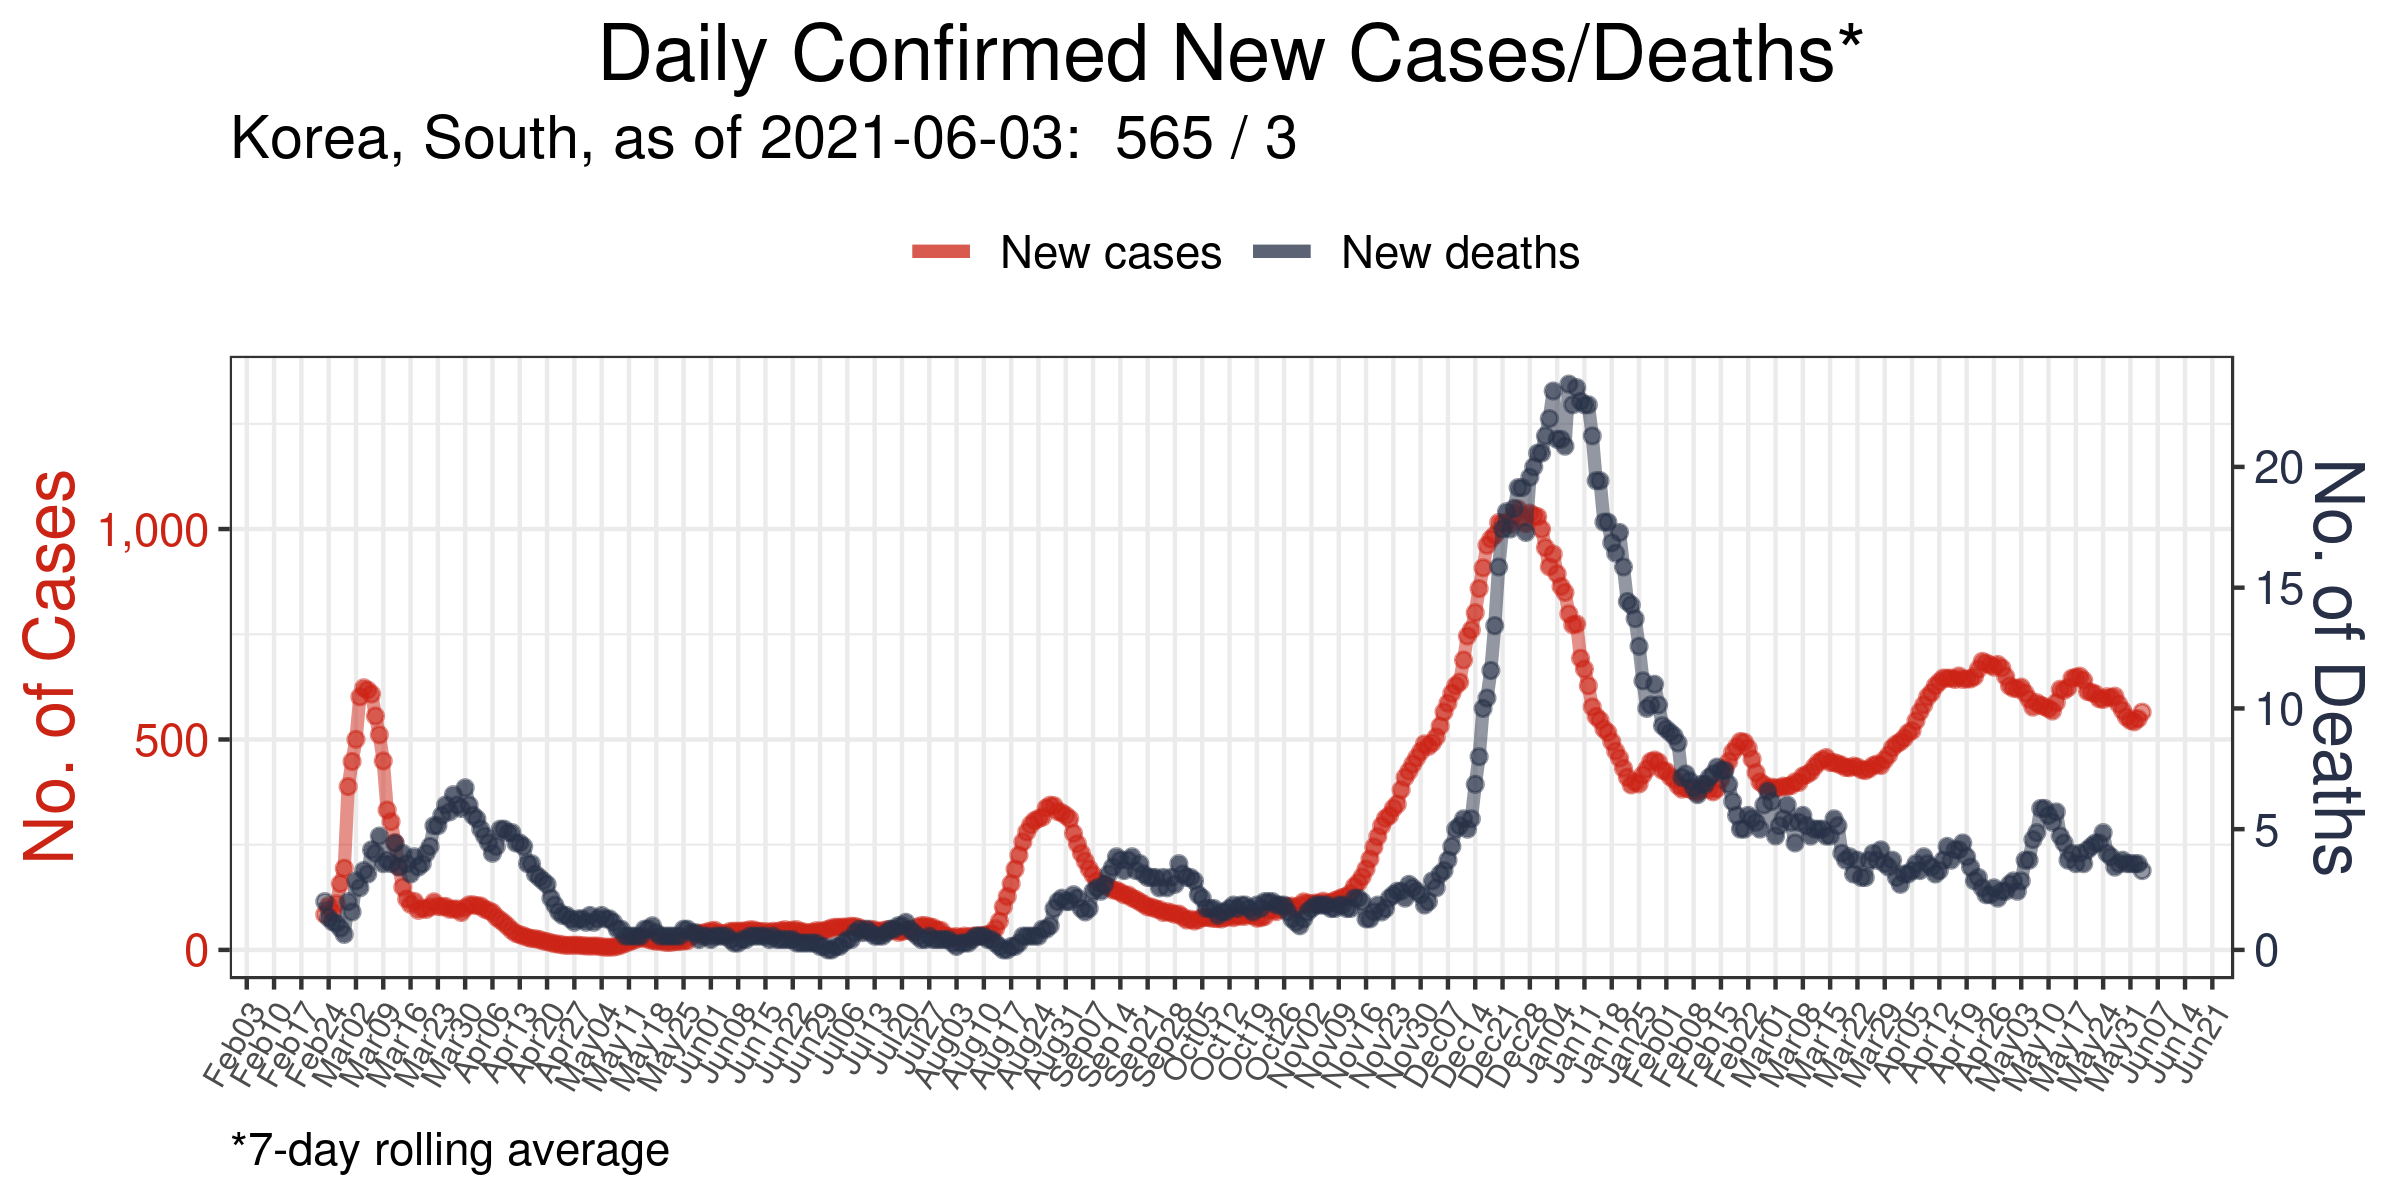 Daily Confirmed New Cases/Deaths*
Korea, South, as of 2021-06-03:  565 / 3
New cases
New deaths
No. of Cases
1,000
500
0
20
15
10
5
0
No. of Deaths
Feb03
Feb10
Feb17
Feb24
Mar02
Mar09
Mar16
Mar23
Mar30
Apr06
Apr13
Apr20
Apr27
May04
May11
May18
May25
Jun01
Jun08
Jun15
Jun22
Jun29
Jul06
Jul13
Jul20
Jul27
Aug03
Aug10
Aug17
Aug24
Aug31
Sep07
Sep14
Sep21
Sep28
Oct05
Oct12
Oct19
Oct26
Nov02
Nov09
Nov16
Nov23
Nov30
Dec07
Dec14
Dec21
Dec28
Jan04
Jan11
Jan18
Jan25
Feb01
Feb08
Feb15
Feb22
Mar01
Mar08
Mar15
Mar22
Mar29
Apr05
Apr12
Apr19
Apr26
May03
May10
May17
May24
May31
Jun07
Jun14
Jun21
*7-day rolling average